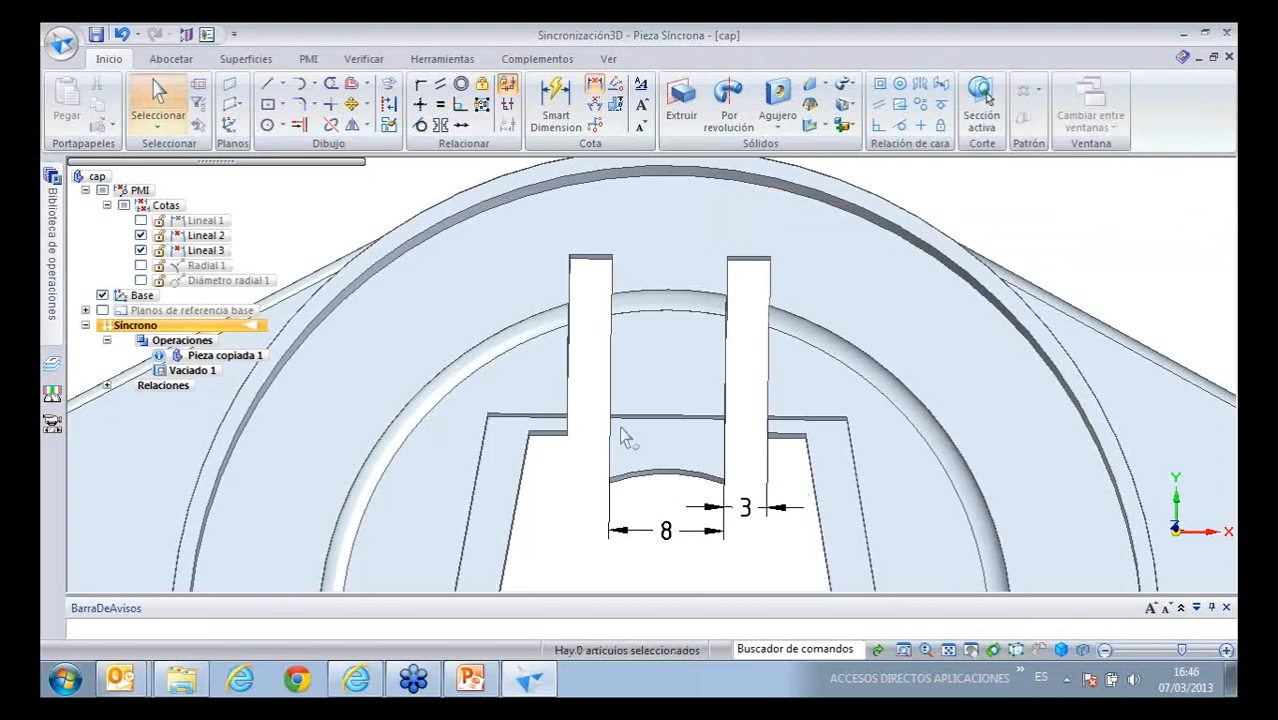 Sincronización3D - Pieza Síncrona - [cap]
Inicio Abocetar Superficies PMI Verificar Herramientas Complementos Ver
Pegar Seleccionar Smart Dimension Extruir Por revolución Agujero Sección activa Cambiar entre ventanas
Portapapeles Seleccionar Planos Dibujo Relacionar Cota Sólidos Relación de cara Corte Patrón Ventana
Biblioteca de operaciones
cap
PMI
Cotas
Lineal 1
Lineal 2
Lineal 3
Radial 1
Diámetro radial 1
Base
Planos de referencia base
Síncrono
Operaciones
Pieza copiada 1
Vaciado 1
Relaciones
3
8
Y
X
BarraDeAvisos
Hay.0 artículos seleccionados
Buscador de comandos
ACCESOS DIRECTOS APLICACIONES
ES
16:46
07/03/2013